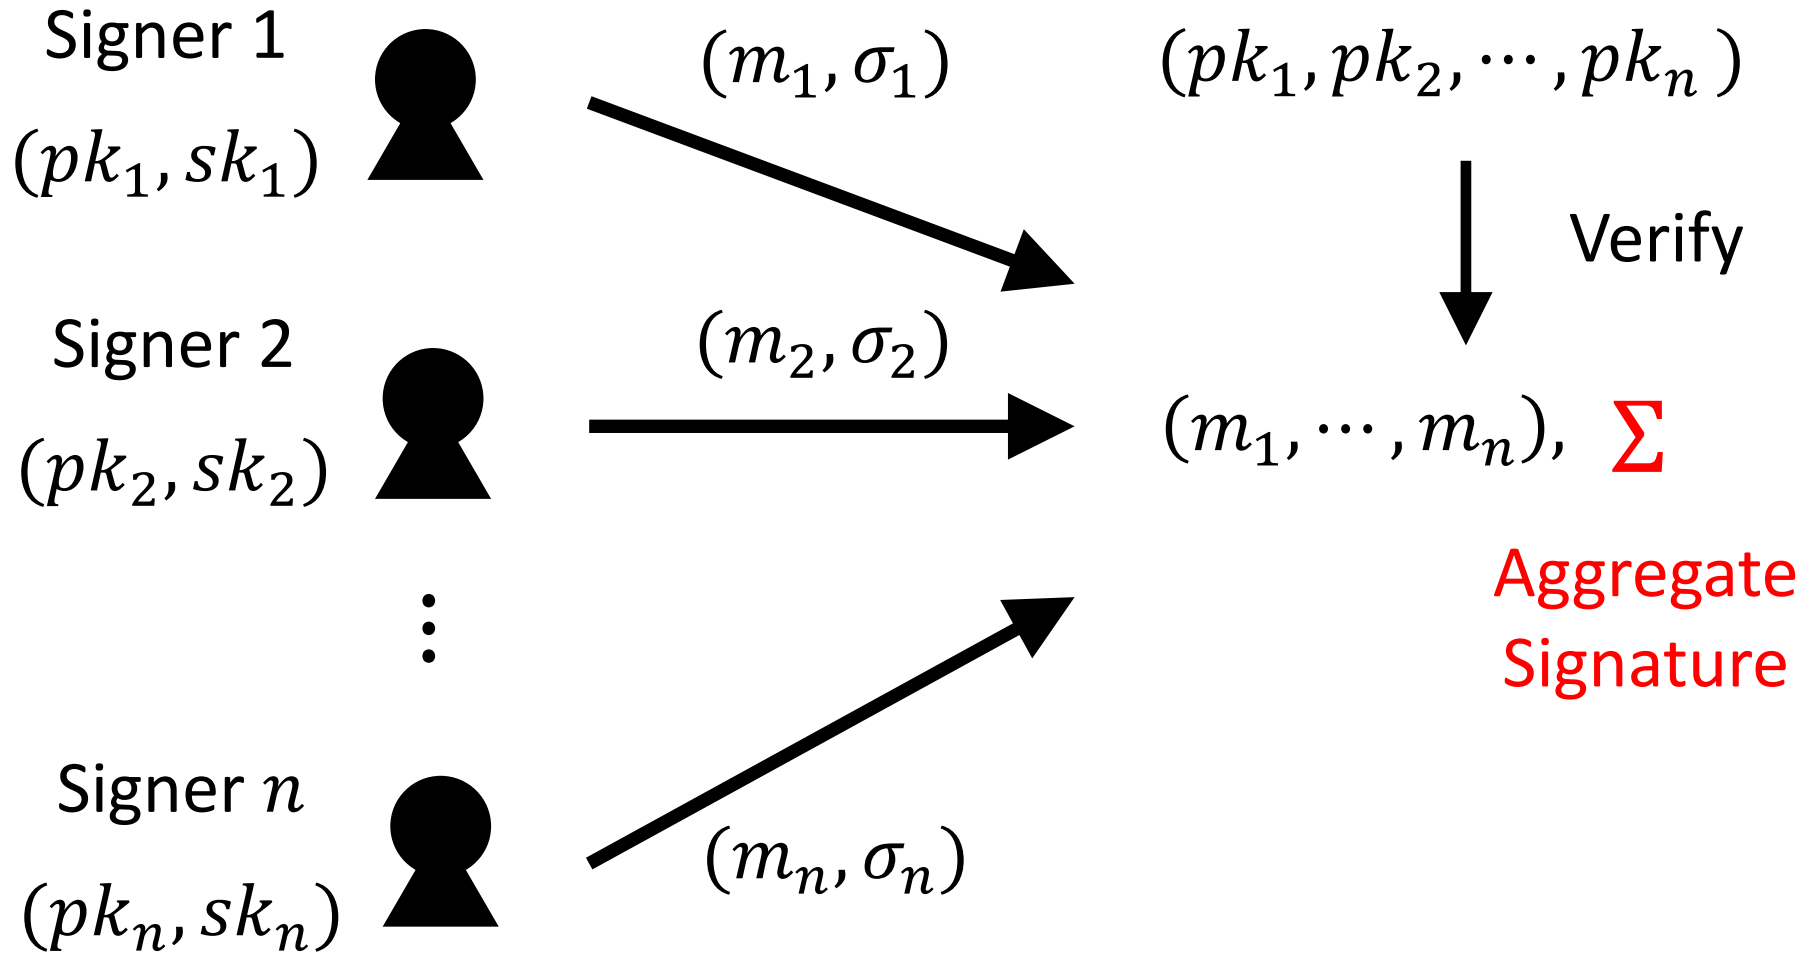 Signer 1
(pk₁, sk₁)
(m₁, σ₁)
Signer 2
(pk₂, sk₂)
(m₂, σ₂)
⋮
Signer n
(pkₙ, skₙ)
(mₙ, σₙ)
(pk₁, pk₂, ⋯ , pkₙ )
Verify
(m₁, ⋯ , mₙ), Σ
Aggregate
Signature